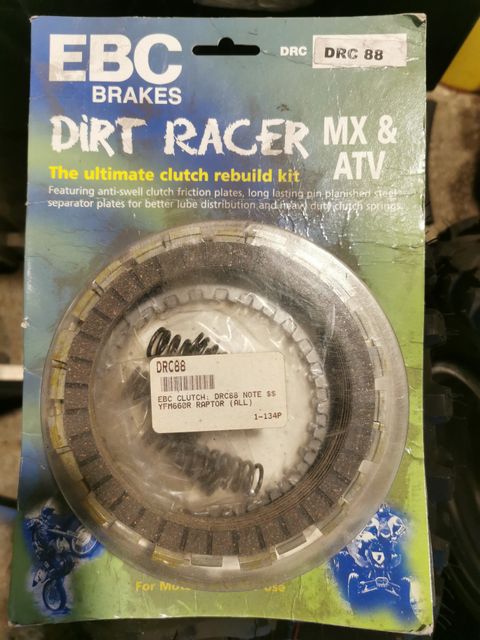 EBC
BRAKES
DRC DRC 88
DiRT RACER MX &
ATV
The ultimate clutch rebuild kit
Featuring anti-swell clutch friction plates, long lasting pin planished steel
separator plates for better lube distribution and heavy duty clutch springs.
DRC88
EBC CLUTCH: DRC88 NOTE $$
YFM660R RAPTOR (ALL)
1-134P
For use